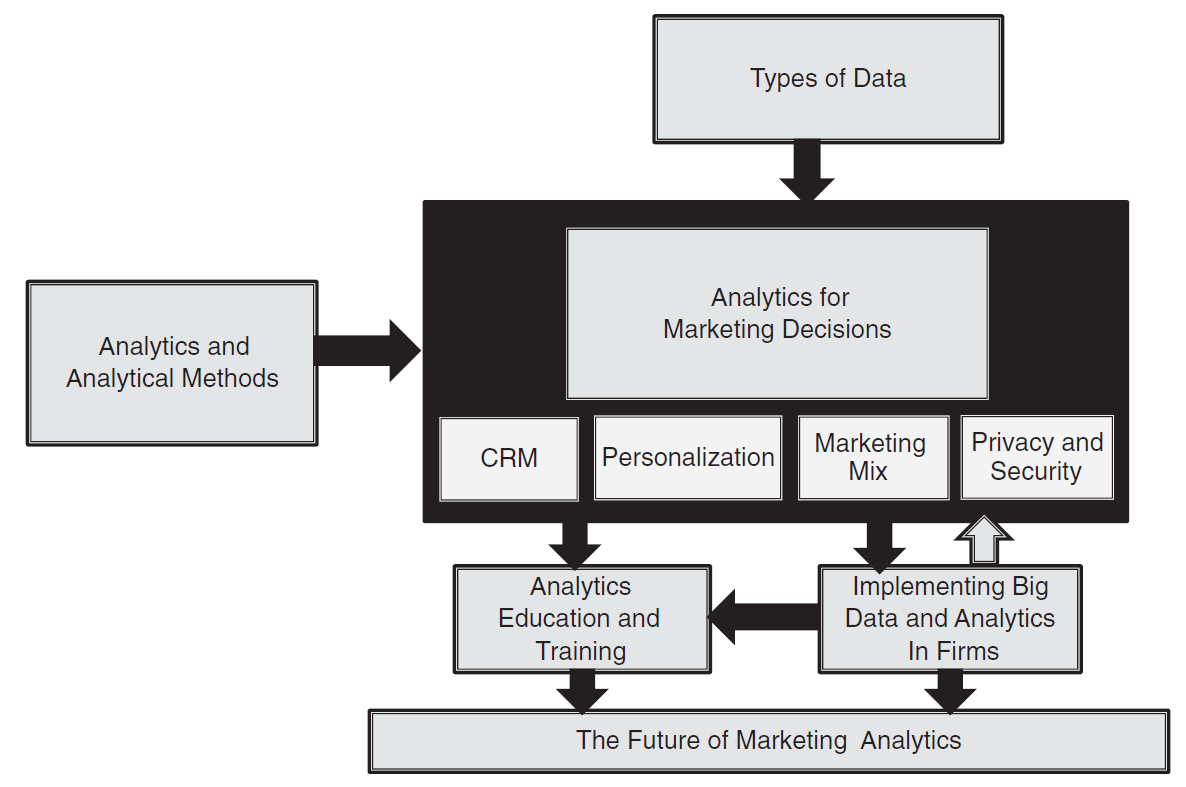 Types of Data
Analytics for
Marketing Decisions
Analytics and
Analytical Methods
CRM
Personalization
Marketing
Mix
Privacy and
Security
Analytics
Education and
Training
Implementing Big
Data and Analytics
In Firms
The Future of Marketing Analytics